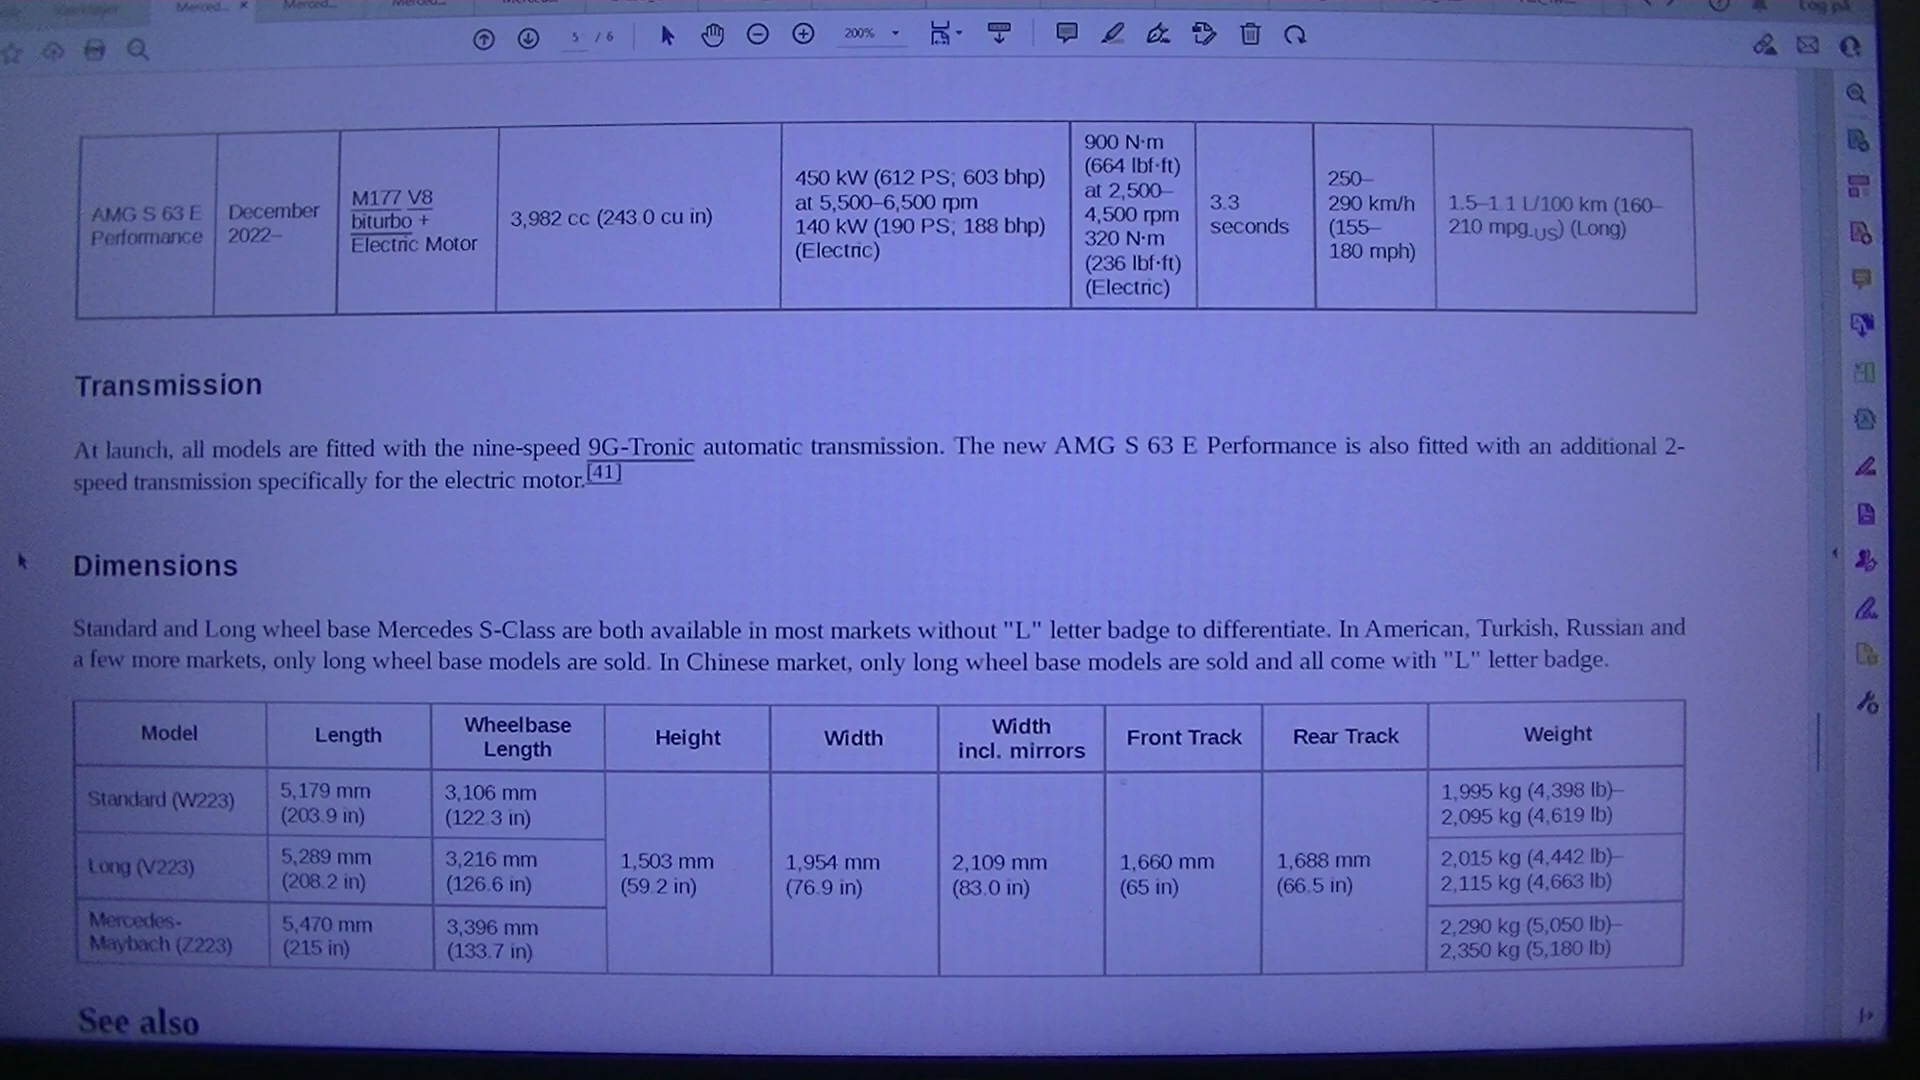 Merced...
Merced...
5 / 6
200%
AMG S 63 E
Performance
December
2022–
M177 V8
biturbo +
Electric Motor
3,982 cc (243.0 cu in)
450 kW (612 PS; 603 bhp)
at 5,500–6,500 rpm
140 kW (190 PS; 188 bhp)
(Electric)
900 N·m
(664 lbf·ft)
at 2,500–
4,500 rpm
320 N·m
(236 lbf·ft)
(Electric)
3.3
seconds
250–
290 km/h
(155–
180 mph)
1.5–1.1 L/100 km (160–
210 mpg-US) (Long)
Transmission
At launch, all models are fitted with the nine-speed 9G-Tronic automatic transmission. The new AMG S 63 E Performance is also fitted with an additional 2-
speed transmission specifically for the electric motor.[41]
Dimensions
Standard and Long wheel base Mercedes S-Class are both available in most markets without "L" letter badge to differentiate. In American, Turkish, Russian and
a few more markets, only long wheel base models are sold. In Chinese market, only long wheel base models are sold and all come with "L" letter badge.
Model
Length
Wheelbase
Length
Height
Width
Width
incl. mirrors
Front Track
Rear Track
Weight
Standard (W223)
5,179 mm
(203.9 in)
3,106 mm
(122.3 in)
1,995 kg (4,398 lb)–
2,095 kg (4,619 lb)
Long (V223)
5,289 mm
(208.2 in)
3,216 mm
(126.6 in)
1,503 mm
(59.2 in)
1,954 mm
(76.9 in)
2,109 mm
(83.0 in)
1,660 mm
(65 in)
1,688 mm
(66.5 in)
2,015 kg (4,442 lb)–
2,115 kg (4,663 lb)
Mercedes-
Maybach (Z223)
5,470 mm
(215 in)
3,396 mm
(133.7 in)
2,290 kg (5,050 lb)–
2,350 kg (5,180 lb)
See also